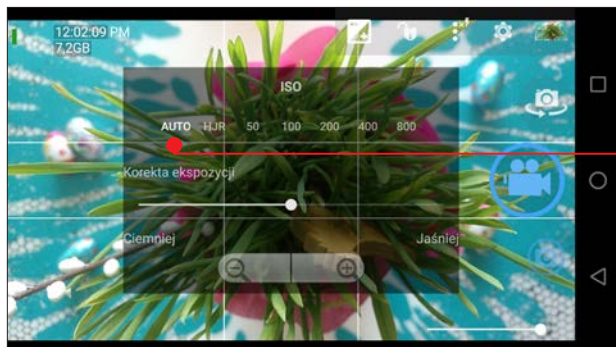 12:02:09 PM
7,2GB
ISO
AUTO HJR 50 100 200 400 800
Korekta ekspozycji
Ciemniej Jaśniej